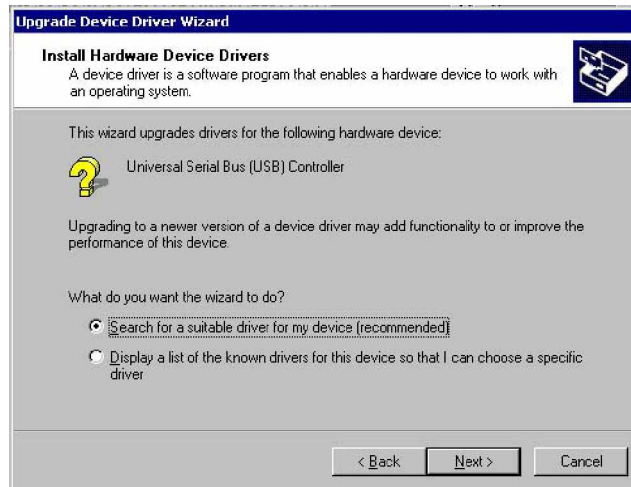 Upgrade Device Driver Wizard
Install Hardware Device Drivers
A device driver is a software program that enables a hardware device to work with
an operating system.
This wizard upgrades drivers for the following hardware device:
Universal Serial Bus (USB) Controller
Upgrading to a newer version of a device driver may add functionality to or improve the
performance of this device.
What do you want the wizard to do?
Search for a suitable driver for my device (recommended)
Display a list of the known drivers for this device so that I can choose a specific
driver
< Back Next > Cancel